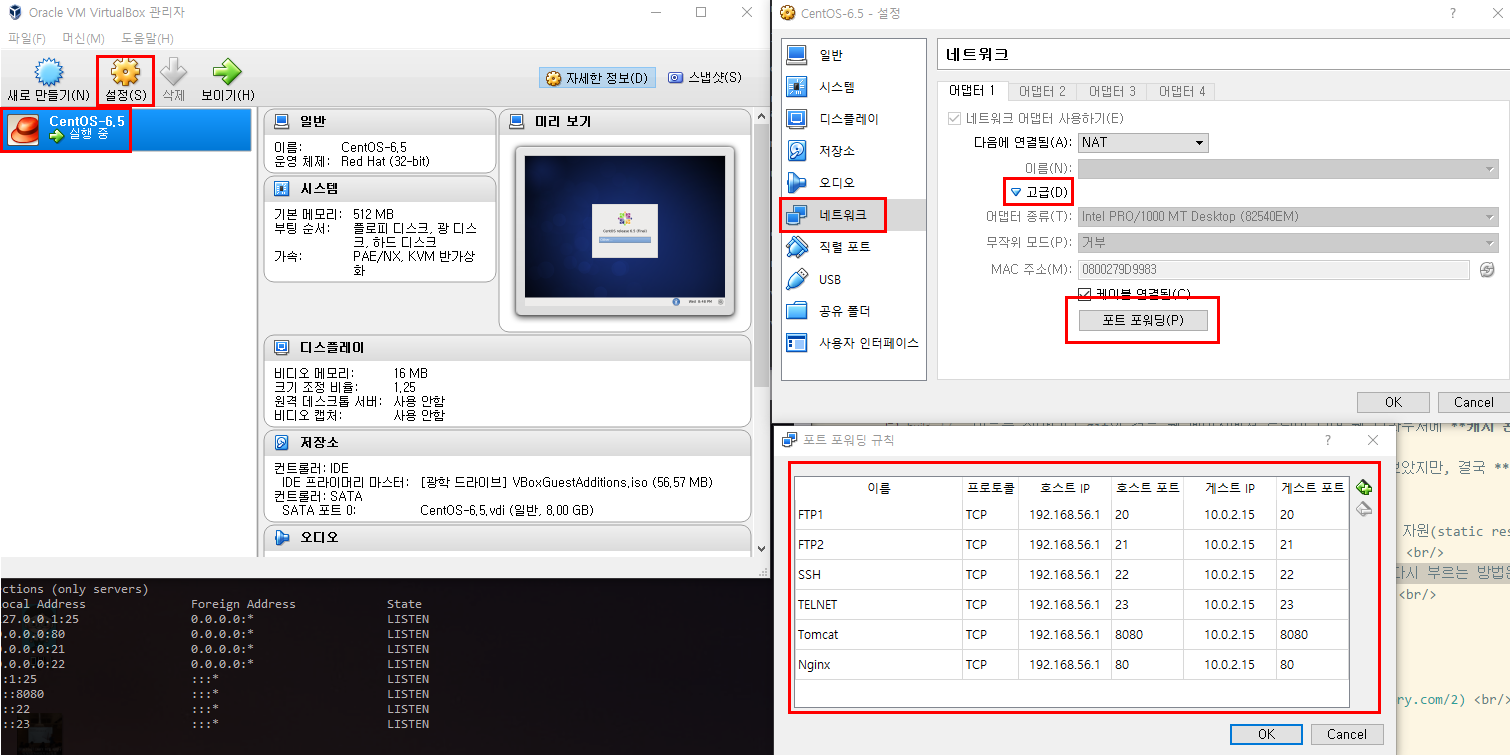 Oracle VM VirtualBox 관리자
파일(F) 머신(M) 도움말(H)
새로 만들기(N) 설정(S) 삭제 보이기(H) 자세한 정보(D) 스냅샷(S)
CentOS-6.5
실행 중
일반
이름: CentOS-6.5
운영 체제: Red Hat (32-bit)
시스템
기본 메모리: 512 MB
부팅 순서: 플로피 디스크, 광 디스
크, 하드 디스크
가속: PAE/NX, KVM 반가상
화
미리 보기
디스플레이
비디오 메모리: 16 MB
크기 조정 비율: 1.25
원격 데스크톱 서버: 사용 안함
비디오 캡처: 사용 안함
저장소
컨트롤러: IDE
IDE 프라이머리 마스터: [광학 드라이브] VBoxGuestAdditions.iso (56.57 MB)
컨트롤러: SATA
SATA 포트 0: CentOS-6.5.vdi (일반, 8.00 GB)
오디오
ctions (only servers)
ocal Address Foreign Address State
27.0.0.1:25 0.0.0.0:* LISTEN
.0.0.0:80 0.0.0.0:* LISTEN
.0.0.0:21 0.0.0.0:* LISTEN
.0.0.0:22 0.0.0.0:* LISTEN
:1:25 :::* LISTEN
::8080 :::* LISTEN
::22 :::* LISTEN
::23 :::* LISTEN
CentOS-6.5 - 설정
일반
시스템
디스플레이
저장소
오디오
네트워크
직렬 포트
USB
공유 폴더
사용자 인터페이스
네트워크
어댑터 1 어댑터 2 어댑터 3 어댑터 4
네트워크 어댑터 사용하기(E)
다음에 연결됨(A): NAT
이름(N):
고급(D)
어댑터 종류(T): Intel PRO/1000 MT Desktop (82540EM)
무작위 모드(P): 거부
MAC 주소(M): 0800279D9983
케이블 연결됨(C)
포트 포워딩(P)
OK Cancel
포트 포워딩 규칙
이름 프로토콜 호스트 IP 호스트 포트 게스트 IP 게스트 포트
FTP1 TCP 192.168.56.1 20 10.0.2.15 20
FTP2 TCP 192.168.56.1 21 10.0.2.15 21
SSH TCP 192.168.56.1 22 10.0.2.15 22
TELNET TCP 192.168.56.1 23 10.0.2.15 23
Tomcat TCP 192.168.56.1 8080 10.0.2.15 8080
Nginx TCP 192.168.56.1 80 10.0.2.15 80
OK Cancel
보았지만, 결국 **
자원(static res
<br/>
다시 부르는 방법은
<br/>
ry.com/2) <br/>